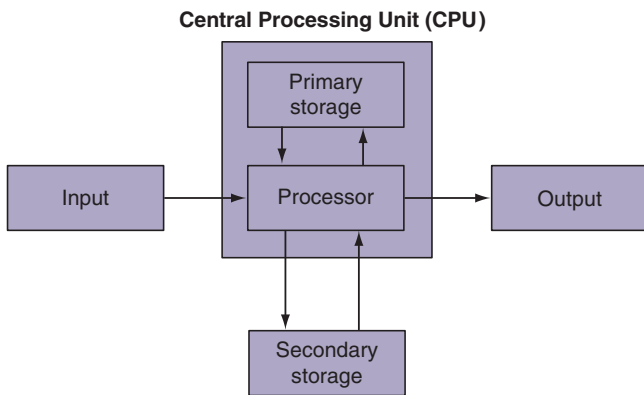 Central Processing Unit (CPU)
Primary
storage
Input
Processor
Output
Secondary
storage